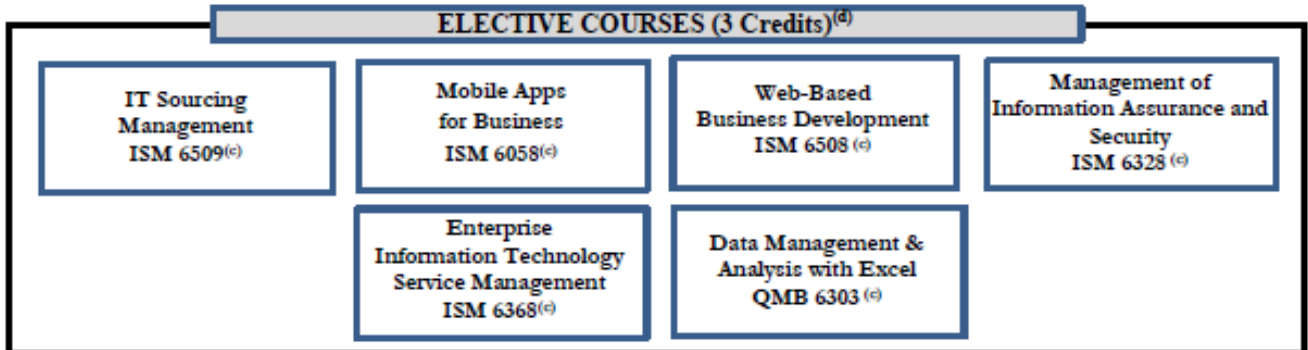 ELECTIVE COURSES (3 Credits)(d)
IT Sourcing
Management
ISM 6509(c)
Mobile Apps
for Business
ISM 6058(c)
Web-Based
Business Development
ISM 6508 (c)
Management of
Information Assurance and
Security
ISM 6328 (c)
Enterprise
Information Technology
Service Management
ISM 6368(c)
Data Management &
Analysis with Excel
QMB 6303 (c)